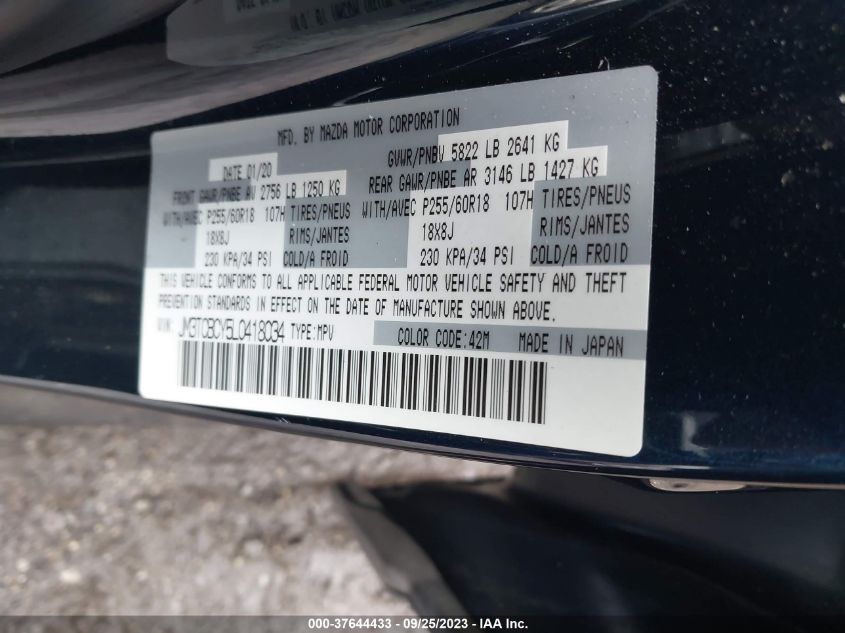 MFD. BY MAZDA MOTOR CORPORATION
DATE 01/20 GVWR/PNBV 5822 LB 2641 KG
FRONT GAWR/PNBE AV 2756 LB 1250 KG REAR GAWR/PNBE AR 3146 LB 1427 KG
WITH/AVEC P255/60R18 107H TIRES/PNEUS WITH/AVEC P255/60R18 107H TIRES/PNEUS
18X8J RIMS/JANTES 18X8J RIMS/JANTES
230 KPA/34 PSI COLD/A FROID 230 KPA/34 PSI COLD/A FROID
THIS VEHICLE CONFORMS TO ALL APPLICABLE FEDERAL MOTOR VEHICLE SAFETY AND THEFT
PREVENTION STANDARDS IN EFFECT ON THE DATE OF MANUFACTURE SHOWN ABOVE.
VIN: JM3TCBCY5L0418034 TYPE:MPV COLOR CODE:42M MADE IN JAPAN
000-37644433 - 09/25/2023 - IAA Inc.